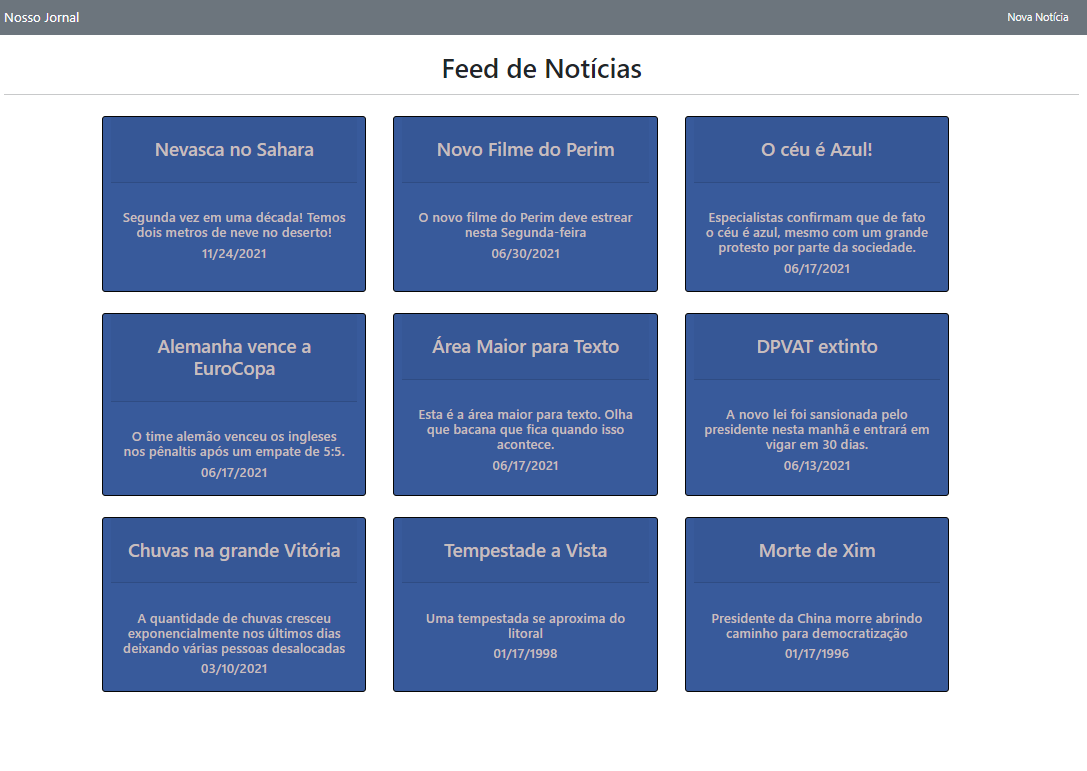 Nosso Jornal
Nova Notícia
Feed de Notícias
Nevasca no Sahara
Segunda vez em uma década! Temos
dois metros de neve no deserto!
11/24/2021
Novo Filme do Perim
O novo filme do Perim deve estrear
nesta Segunda-feira
06/30/2021
O céu é Azul!
Especialistas confirmam que de fato
o céu é azul, mesmo com um grande
protesto por parte da sociedade.
06/17/2021
Alemanha vence a
EuroCopa
O time alemão venceu os ingleses
nos pênaltis após um empate de 5:5.
06/17/2021
Área Maior para Texto
Esta é a área maior para texto. Olha
que bacana que fica quando isso
acontece.
06/17/2021
DPVAT extinto
A novo lei foi sansionada pelo
presidente nesta manhã e entrará em
vigar em 30 dias.
06/13/2021
Chuvas na grande Vitória
A quantidade de chuvas cresceu
exponencialmente nos últimos dias
deixando várias pessoas desalocadas
03/10/2021
Tempestade a Vista
Uma tempestada se aproxima do
litoral
01/17/1998
Morte de Xim
Presidente da China morre abrindo
caminho para democratização
01/17/1996